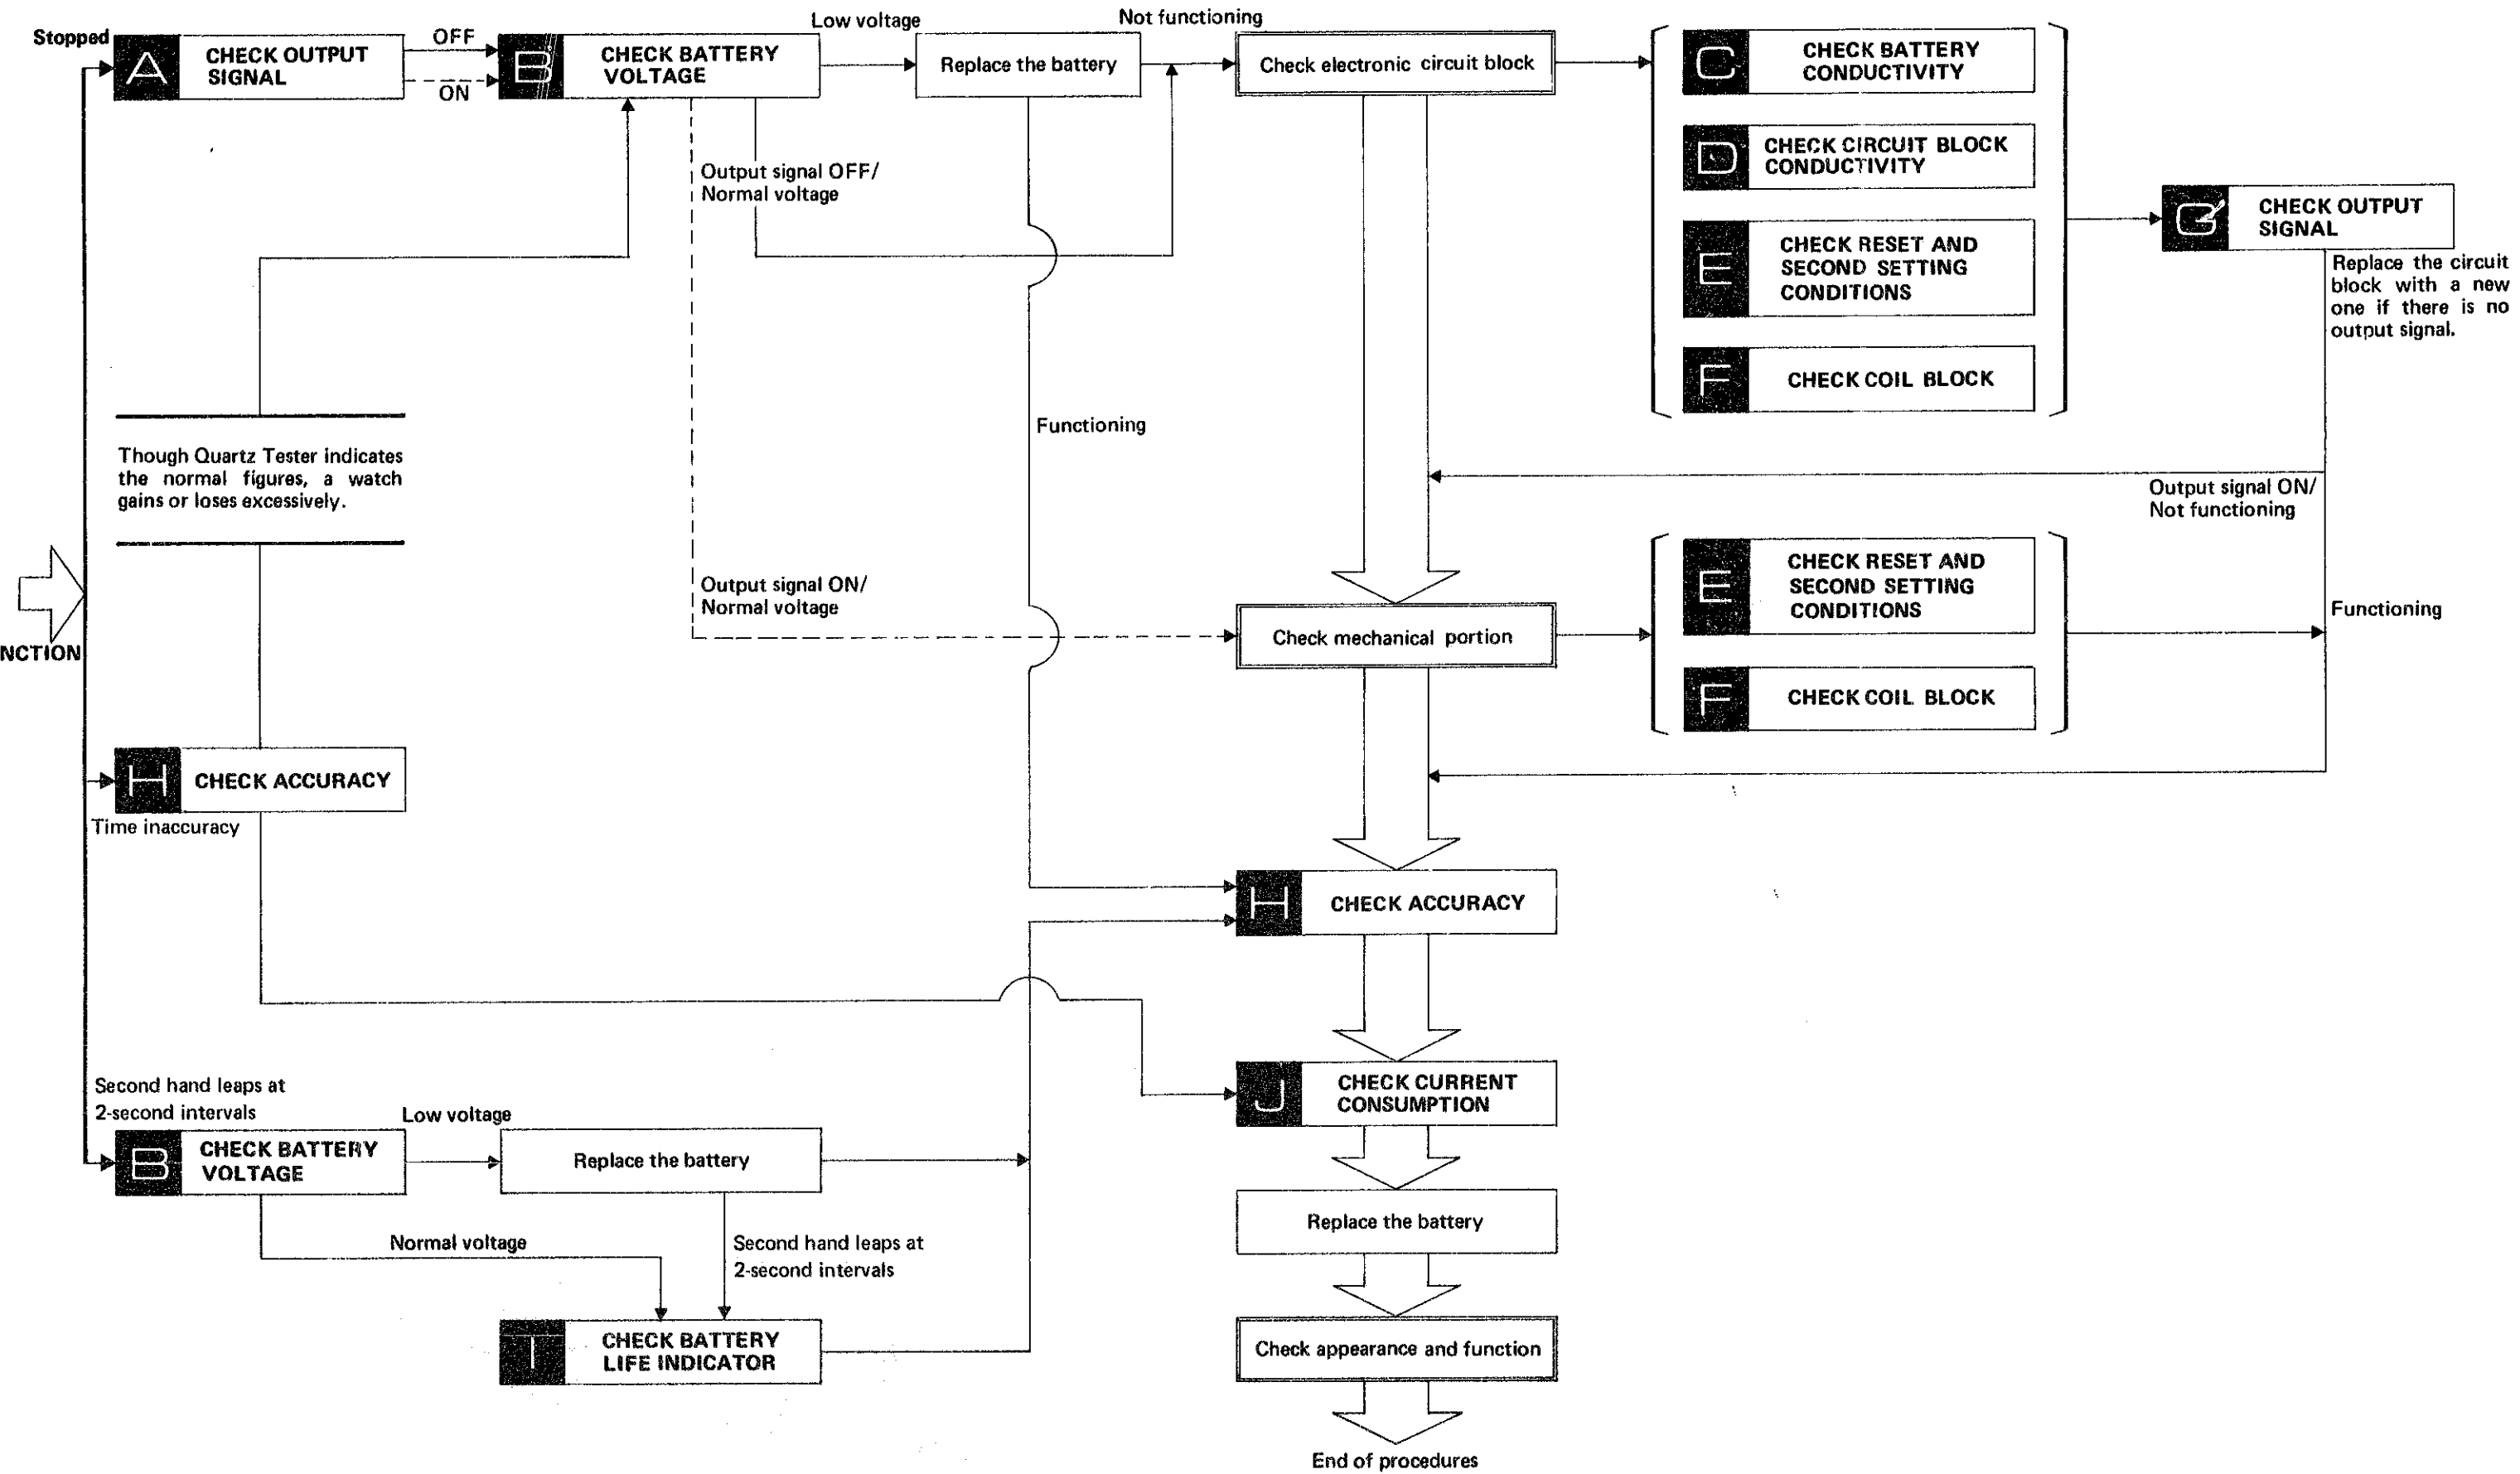 Stopped
A
CHECK OUTPUT
SIGNAL
OFF
ON
B
CHECK BATTERY
VOLTAGE
Low voltage
Replace the battery
Not functioning
Check electronic circuit block
C
CHECK BATTERY
CONDUCTIVITY
D
CHECK CIRCUIT BLOCK
CONDUCTIVITY
E
CHECK RESET AND
SECOND SETTING
CONDITIONS
F
CHECK COIL BLOCK
G
CHECK OUTPUT
SIGNAL
Replace the circuit
block with a new
one if there is no
output signal.
Output signal OFF/
Normal voltage
Functioning
Though Quartz Tester indicates
the normal figures, a watch
gains or loses excessively.
Output signal ON/
Not functioning
Output signal ON/
Normal voltage
NCTION
Check mechanical portion
E
CHECK RESET AND
SECOND SETTING
CONDITIONS
F
CHECK COIL BLOCK
Functioning
H
CHECK ACCURACY
Time inaccuracy
H
CHECK ACCURACY
J
CHECK CURRENT
CONSUMPTION
Second hand leaps at
2-second intervals
B
CHECK BATTERY
VOLTAGE
Low voltage
Replace the battery
Normal voltage
Second hand leaps at
2-second intervals
I
CHECK BATTERY
LIFE INDICATOR
Replace the battery
Check appearance and function
End of procedures